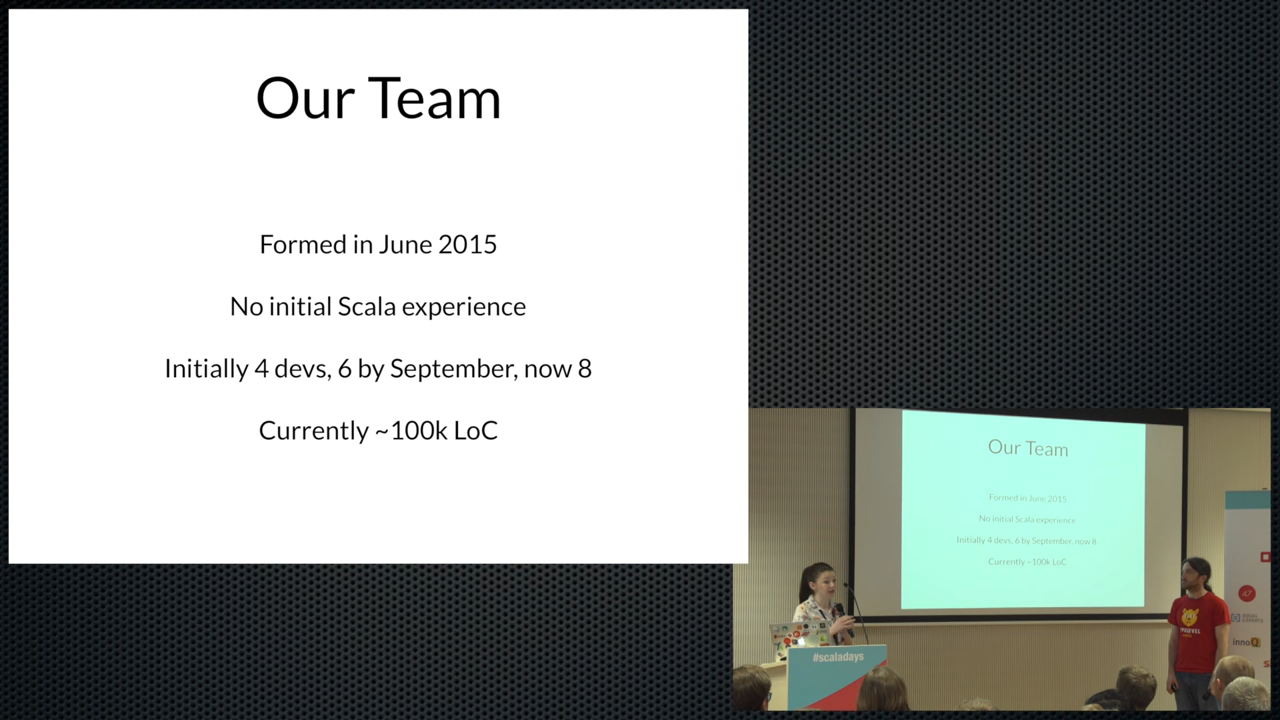 Our Team
Formed in June 2015
No initial Scala experience
Initially 4 devs, 6 by September, now 8
Currently ~100k LoC
Our Team
Formed in June 2015
No initial Scala experience
Initially 4 devs, 6 by September, now 8
Currently ~100k LoC
#scaladays
innoQ